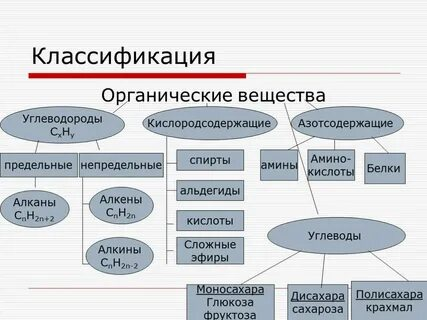 Классификация
Органические вещества
Углеводороды
CxHy
Кислородсодержащие
Азотсодержащие
предельные
непредельные
спирты
амины
Амино-
кислоты
Белки
альдегиды
Алканы
CnH2n+2
Алкены
CnH2n
кислоты
Углеводы
Алкины
CnH2n-2
Сложные
эфиры
Моносахара
Глюкоза
фруктоза
Дисахара
сахароза
Полисахара
крахмал